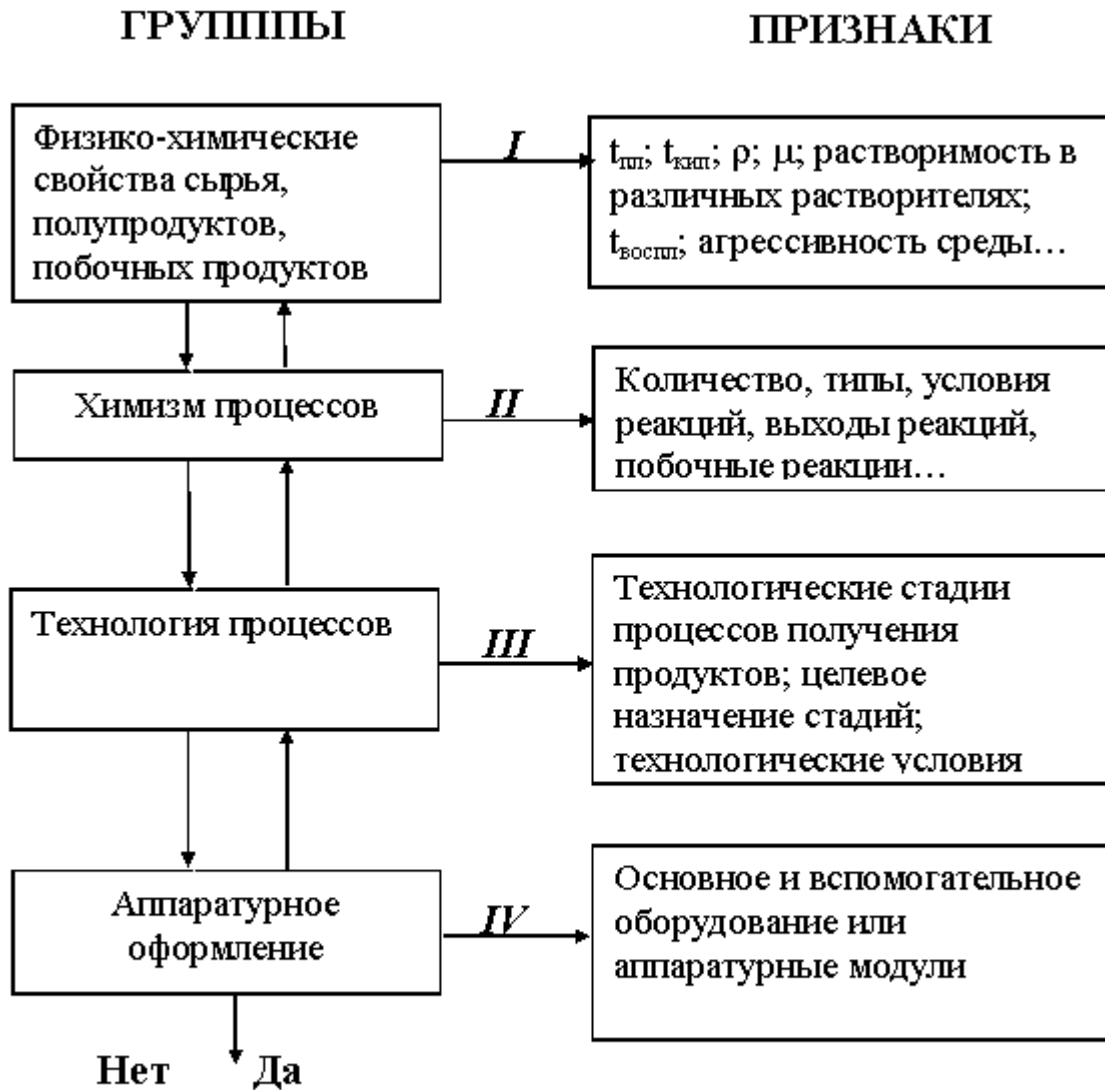 ГРУППЫ
ПРИЗНАКИ
Физико-химические
свойства сырья,
полупродуктов,
побочных продуктов
I
tпл; tкип; ρ; μ; растворимость в
различных растворителях;
tвоспл; агрессивность среды…
Химизм процессов
II
Количество, типы, условия
реакций, выходы реакций,
побочные реакции…
Технология процессов
III
Технологические стадии
процессов получения
продуктов; целевое
назначение стадий;
технологические условия
Аппаратурное
оформление
IV
Основное и вспомогательное
оборудование или
аппаратурные модули
Нет Да